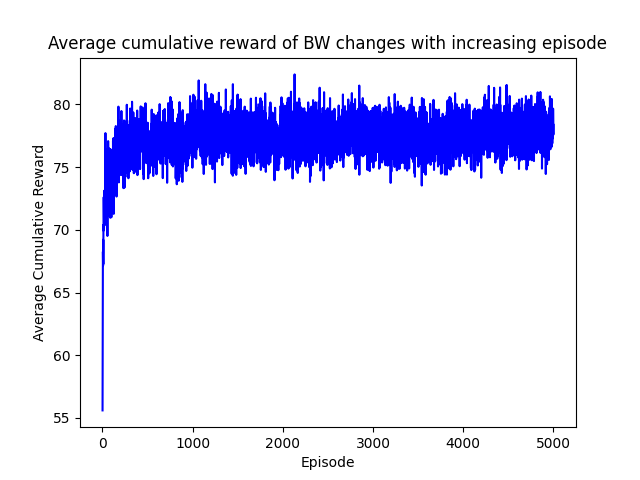 Average cumulative reward of BW changes with increasing episode
80
75
70
65
60
55
Average Cumulative Reward
0 1000 2000 3000 4000 5000
Episode